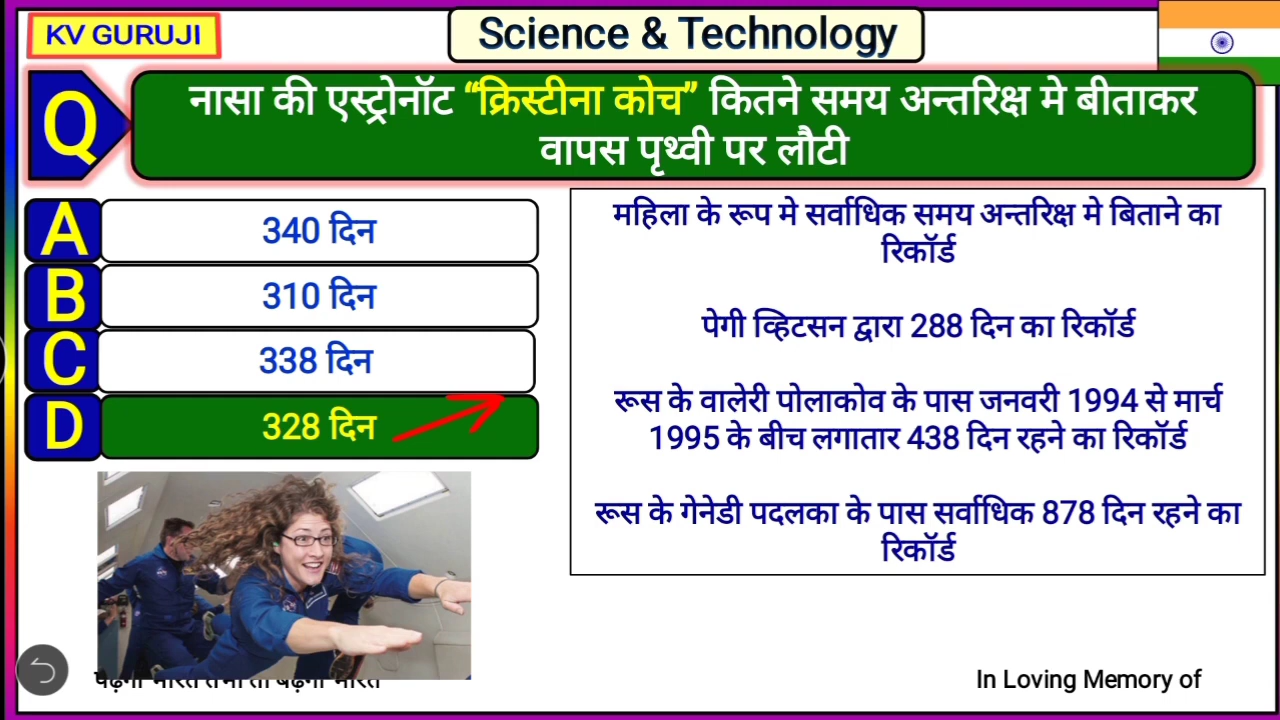 KV GURUJI
Science & Technology
Q
नासा की एस्ट्रोनॉट “क्रिस्टीना कोच” कितने समय अन्तरिक्ष मे बीताकर
वापस पृथ्वी पर लौटी
A
340 दिन
B
310 दिन
C
338 दिन
D
328 दिन
महिला के रूप मे सर्वाधिक समय अन्तरिक्ष मे बिताने का
रिकॉर्ड
पेगी व्हिटसन द्वारा 288 दिन का रिकॉर्ड
रूस के वालेरी पोलाकोव के पास जनवरी 1994 से मार्च
1995 के बीच लगातार 438 दिन रहने का रिकॉर्ड
रूस के गेनेडी पदलका के पास सर्वाधिक 878 दिन रहने का
रिकॉर्ड
In Loving Memory of